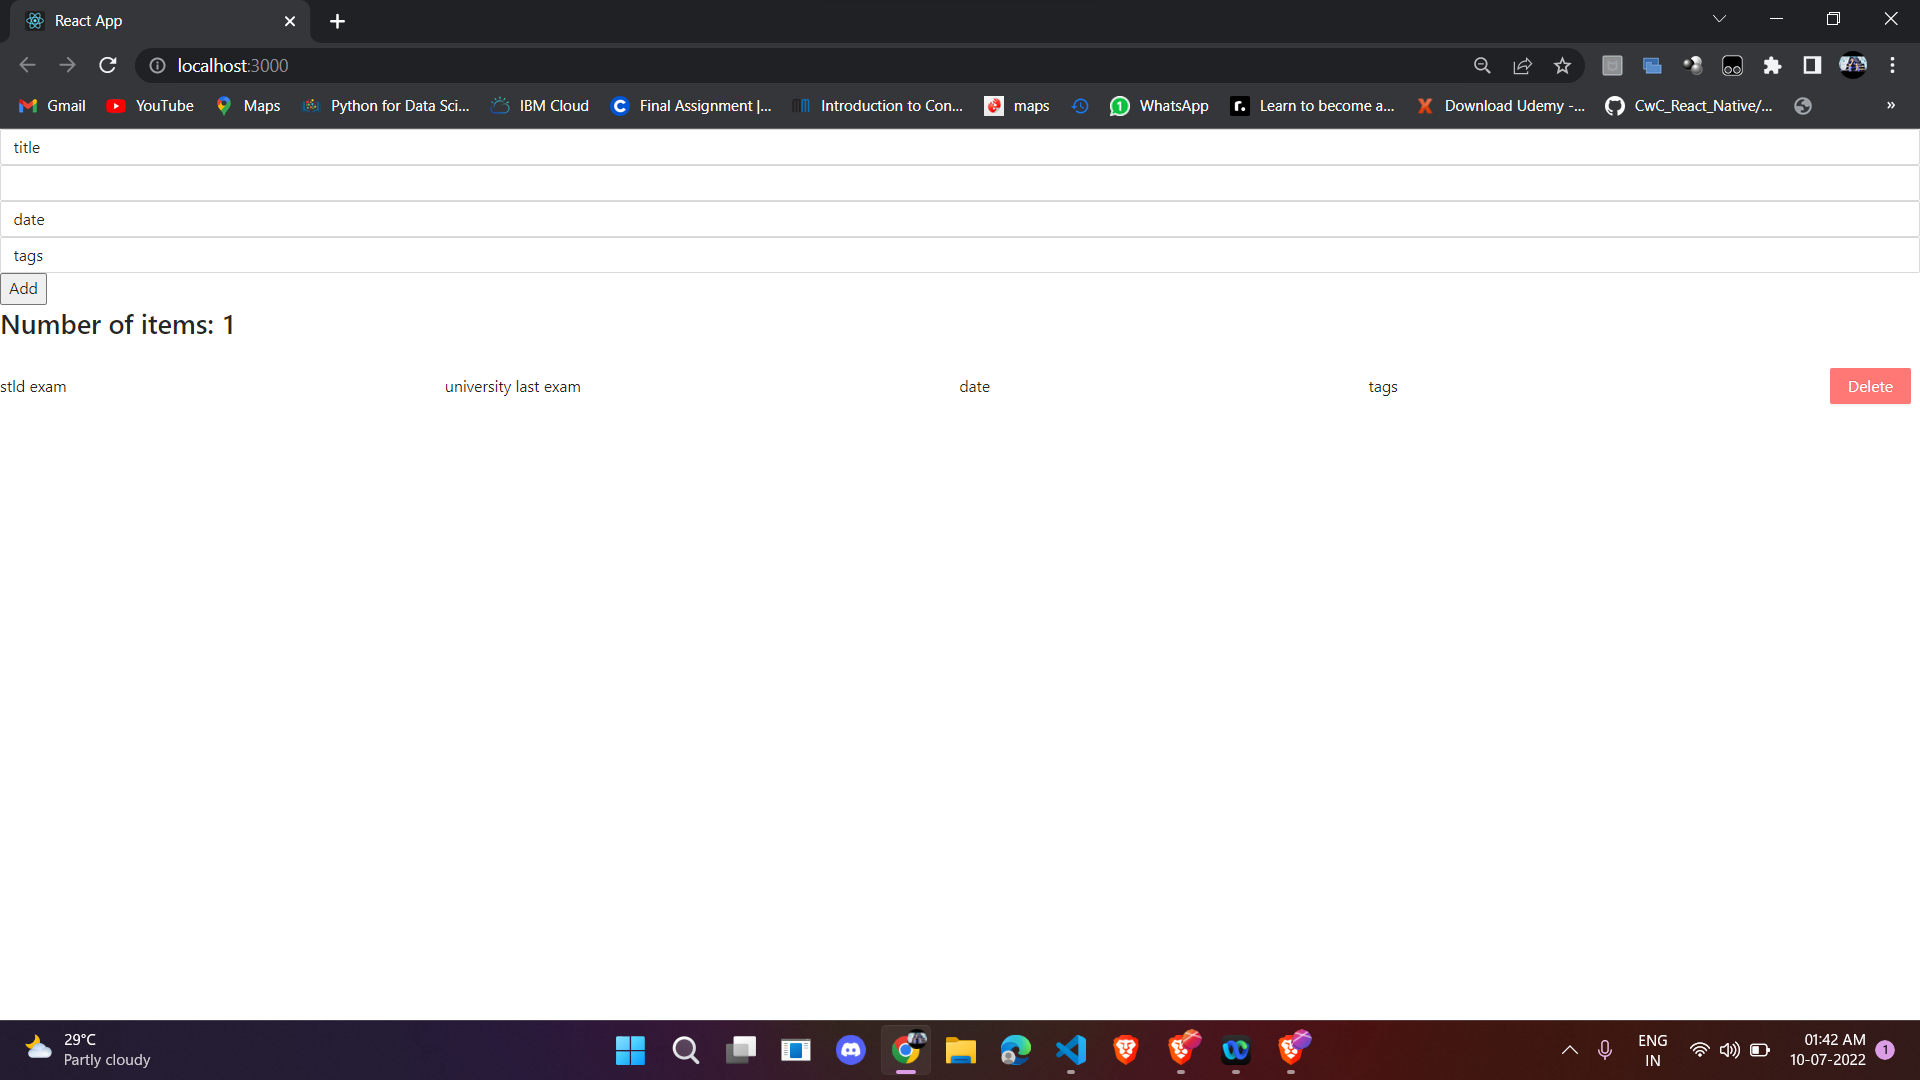 React App
localhost:3000
Gmail YouTube Maps Python for Data Sci... IBM Cloud Final Assignment |... Introduction to Con... maps WhatsApp Learn to become a... Download Udemy -... CwC_React_Native/... »
title
date
tags
Add
Number of items: 1
stld exam university last exam date tags Delete
29°C
Partly cloudy
ENG
IN
01:42 AM
10-07-2022
1